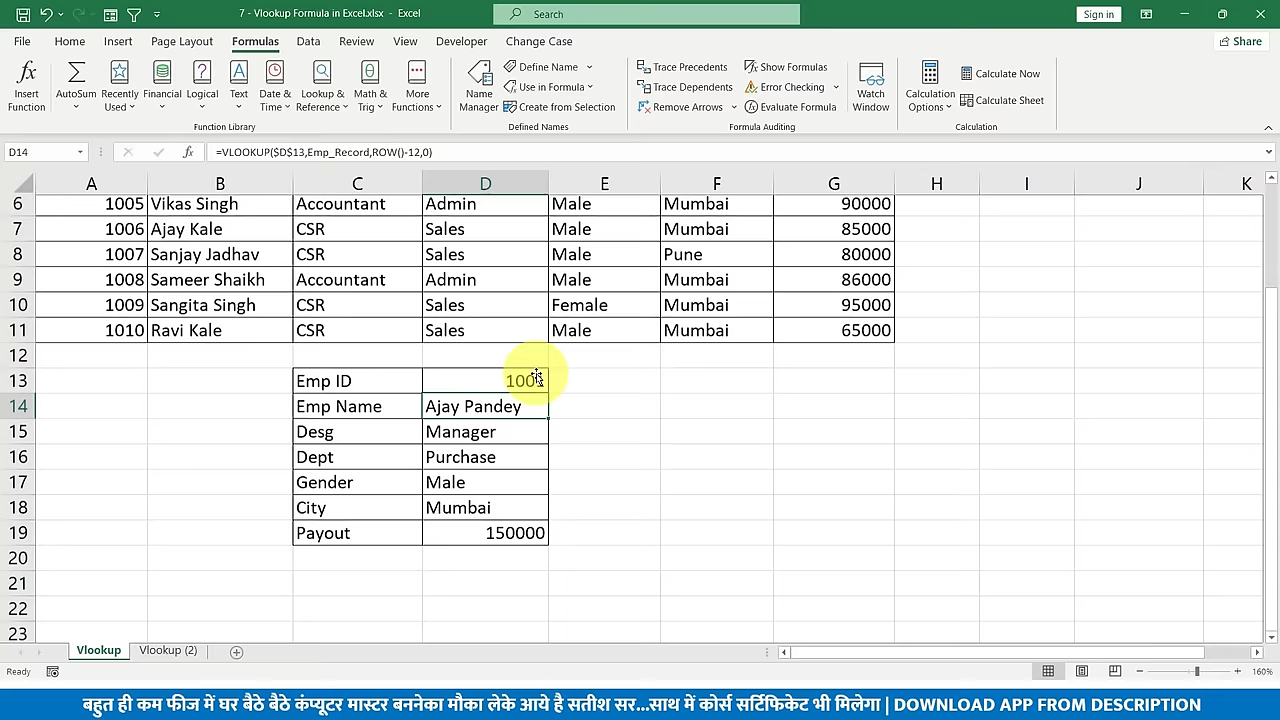 7 - Vlookup Formula in Excel.xlsx - Excel
Search
Sign in
File Home Insert Page Layout Formulas Data Review View Developer Change Case
Share
Insert Function
AutoSum
Recently Used
Financial
Logical
Text
Date & Time
Lookup & Reference
Math & Trig
More Functions
Function Library
Name Manager
Define Name
Use in Formula
Create from Selection
Defined Names
Trace Precedents
Trace Dependents
Remove Arrows
Show Formulas
Error Checking
Evaluate Formula
Formula Auditing
Watch Window
Calculation Options
Calculate Now
Calculate Sheet
Calculation
D14 fx =VLOOKUP($D$13,Emp_Record,ROW()-12,0)
A B C D E F G H I J K
6 1005 Vikas Singh Accountant Admin Male Mumbai 90000
7 1006 Ajay Kale CSR Sales Male Mumbai 85000
8 1007 Sanjay Jadhav CSR Sales Male Pune 80000
9 1008 Sameer Shaikh Accountant Admin Male Mumbai 86000
10 1009 Sangita Singh CSR Sales Female Mumbai 95000
11 1010 Ravi Kale CSR Sales Male Mumbai 65000
12
13 Emp ID
14 Emp Name Ajay Pandey
15 Desg Manager
16 Dept Purchase
17 Gender Male
18 City Mumbai
19 Payout 150000
20
21
22
23
Vlookup Vlookup (2)
Ready
160%
बहुत ही कम फीज में घर बैठे बैठे कंप्यूटर मास्टर बननेका मौका लेके आये है सतीश सर...साथ में कोर्स सर्टिफिकेट भी मिलेगा | DOWNLOAD APP FROM DESCRIPTION